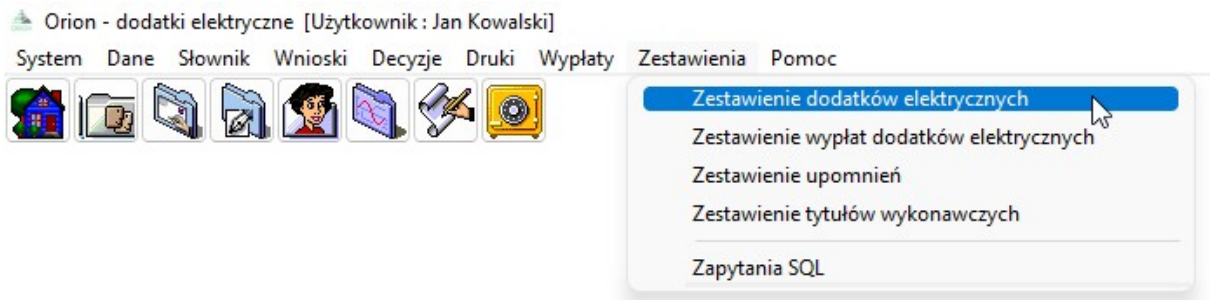 Orion - dodatki elektryczne [Użytkownik : Jan Kowalski]
System Dane Słownik Wnioski Decyzje Druki Wypłaty Zestawienia Pomoc
Zestawienie dodatków elektrycznych
Zestawienie wypłat dodatków elektrycznych
Zestawienie upomnień
Zestawienie tytułów wykonawczych
Zapytania SQL